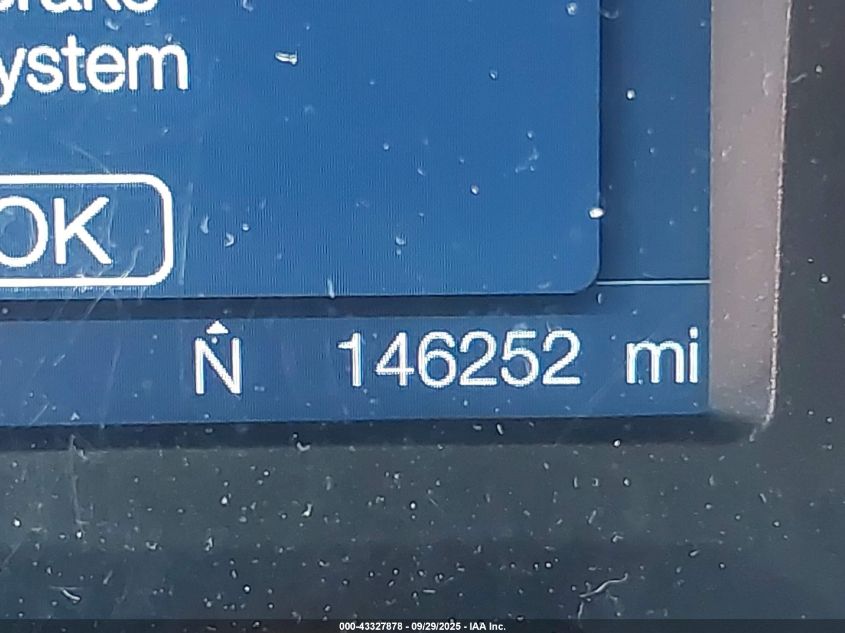 ystem
OK
N 146252 mi
000-43327878 - 09/29/2025 - IAA Inc.